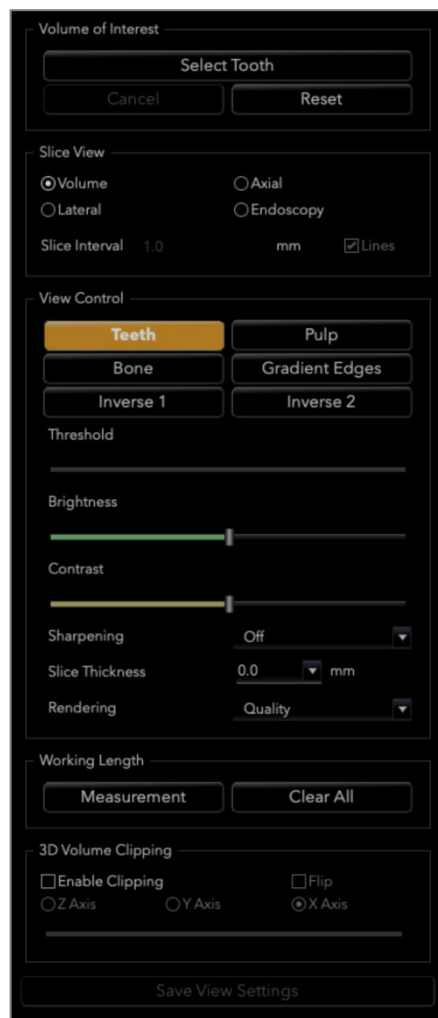 Volume of Interest
Select Tooth
Cancel Reset
Slice View
Volume Axial
Lateral Endoscopy
Slice Interval 1.0 mm Lines
View Control
Teeth Pulp
Bone Gradient Edges
Inverse 1 Inverse 2
Threshold
Brightness
Contrast
Sharpening Off
Slice Thickness 0.0 mm
Rendering Quality
Working Length
Measurement Clear All
3D Volume Clipping
Enable Clipping Flip
Z Axis Y Axis X Axis
Save View Settings